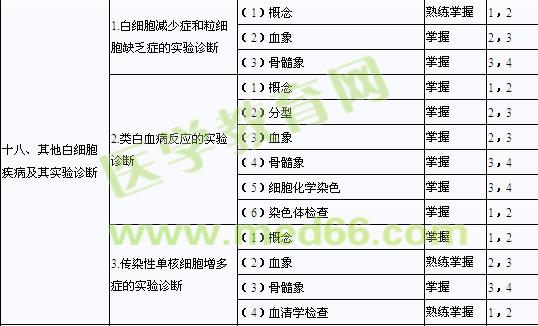 十八、其他白细胞
疾病及其实验诊断
1.白细胞减少症和粒细
胞缺乏症的实验诊断
（1）概念 熟练掌握 1，2
（2）血象 掌握 2，3
（3）骨髓象 掌握 3，4
2.类白血病反应的实验
诊断
（1）概念 掌握 1，2
（2）分型 掌握 2，3
（3）血象 掌握 2，3
（4）骨髓象 掌握 3，4
（5）细胞化学染色 掌握 3，4
（6）染色体检查 掌握 1，2
3.传染性单核细胞增多
症的实验诊断
（1）概念 掌握 1，2
（2）血象 熟练掌握 2，3
（3）骨髓象 掌握 3，4
（4）血清学检查 熟练掌握 1，2
医学教育网
www.med66.com